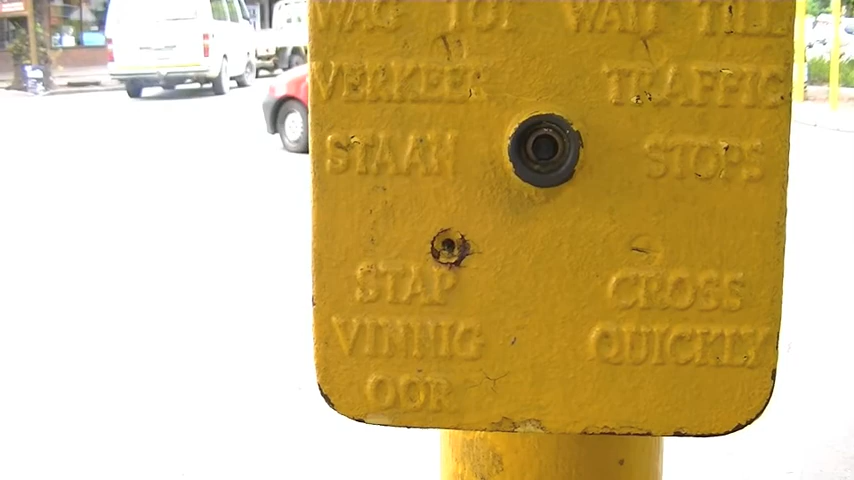 WAG TOT
VERKEER
STAAN
STAP
VINNIG
OOR
WAIT TILL
TRAFFIC
STOPS
CROSS
QUICKLY